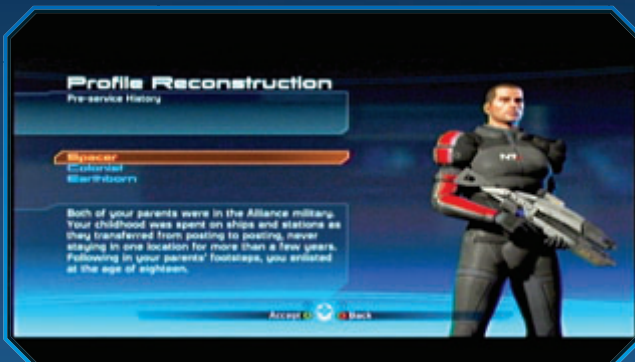 Profile Reconstruction
Pre-service History
Spacer
Colonist
Earthborn
Both of your parents were in the Alliance military.
Your childhood was spent on ships and stations as
they transferred from posting to posting, never
staying in one location for more than a few years.
Following in your parents' footsteps, you enlisted
at the age of eighteen.
N7
Accept Back